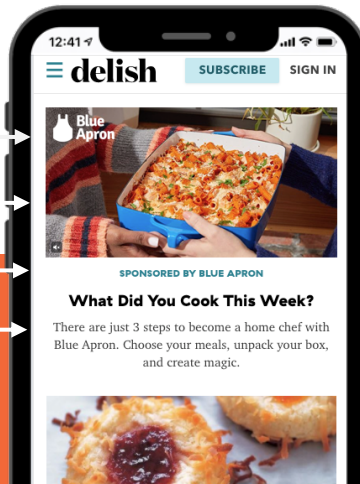 12:41
delish
SUBSCRIBE
SIGN IN
Blue
Apron
SPONSORED BY BLUE APRON
What Did You Cook This Week?
There are just 3 steps to become a home chef with
Blue Apron. Choose your meals, unpack your box,
and create magic.